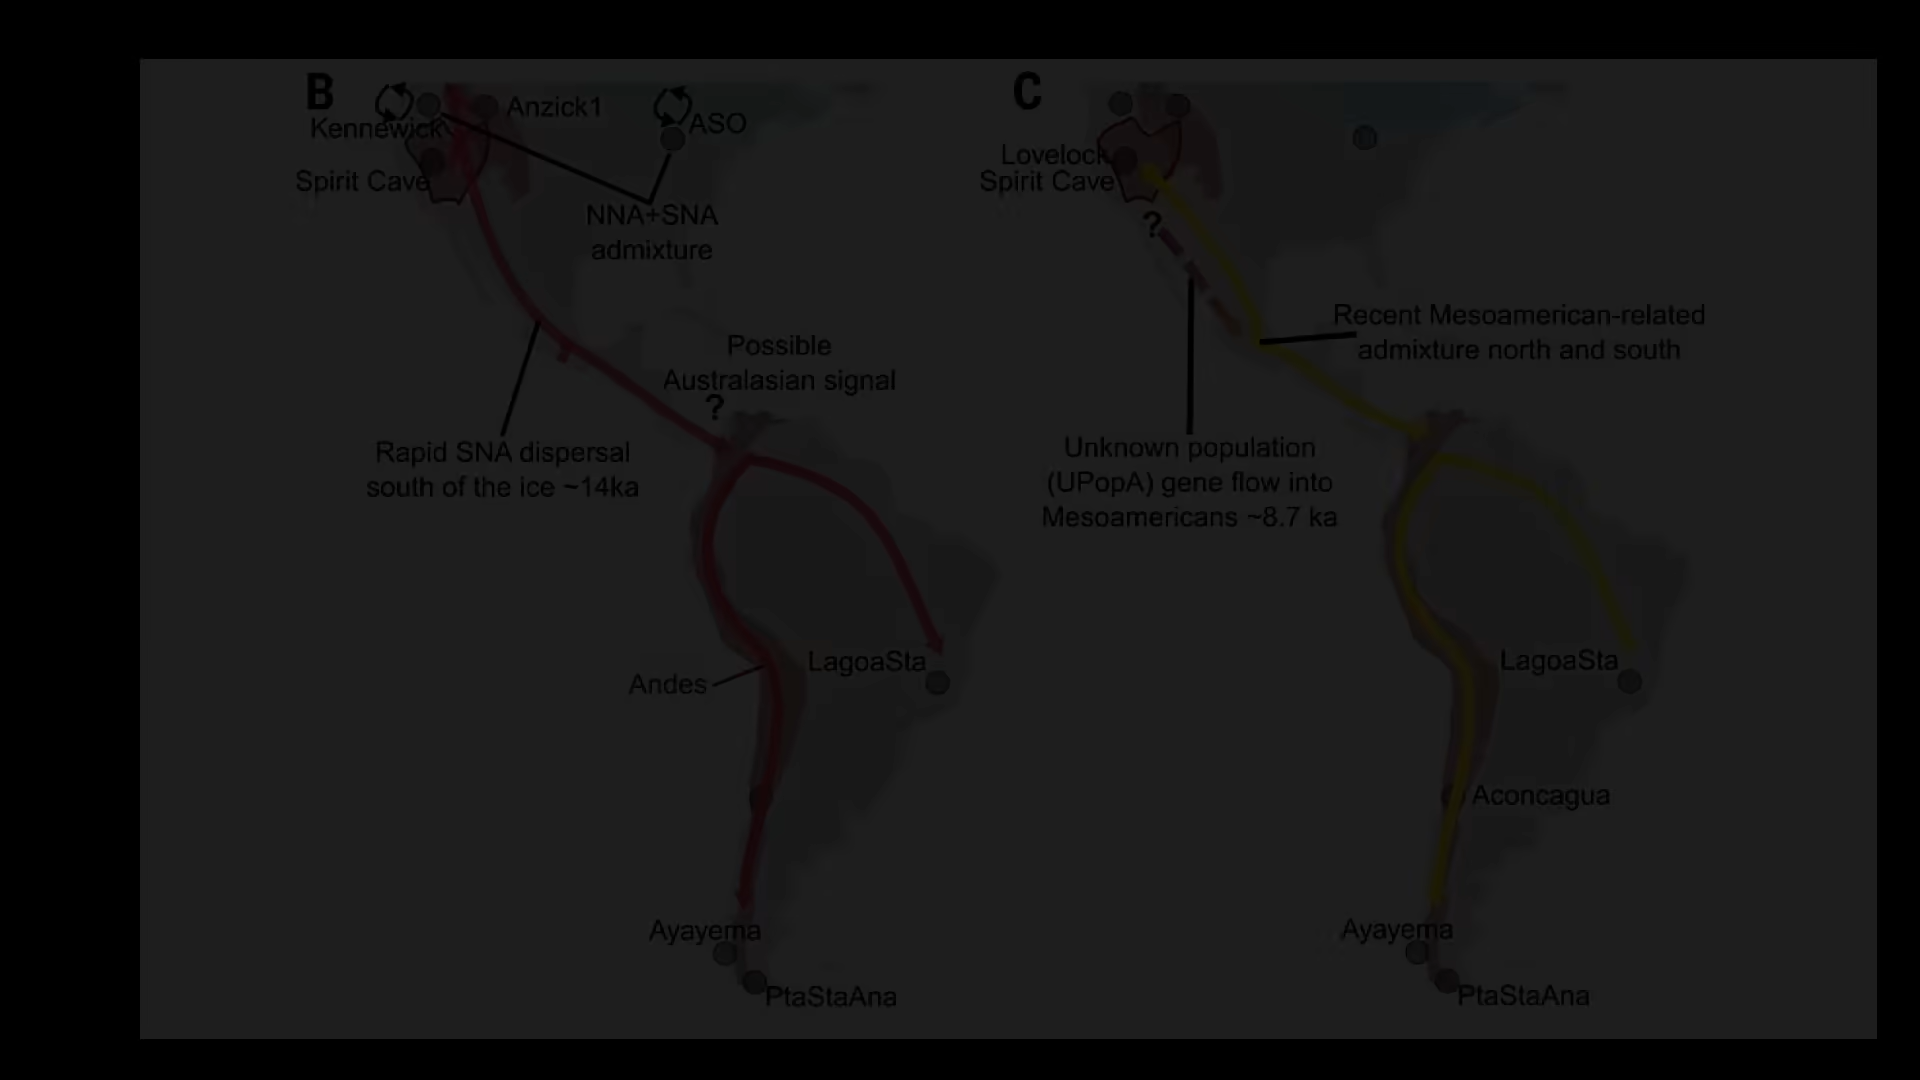 B
Anzick1
Kennewick
ASO
Spirit Cave
NNA+SNA
admixture
Possible
Australasian signal
?
Rapid SNA dispersal
south of the ice ~14ka
Andes
LagoaSta
Ayayema
PtaStaAna
C
Lovelock
Spirit Cave
?
Recent Mesoamerican-related
admixture north and south
Unknown population
(UPopA) gene flow into
Mesoamericans ~8.7 ka
LagoaSta
Aconcagua
Ayayema
PtaStaAna